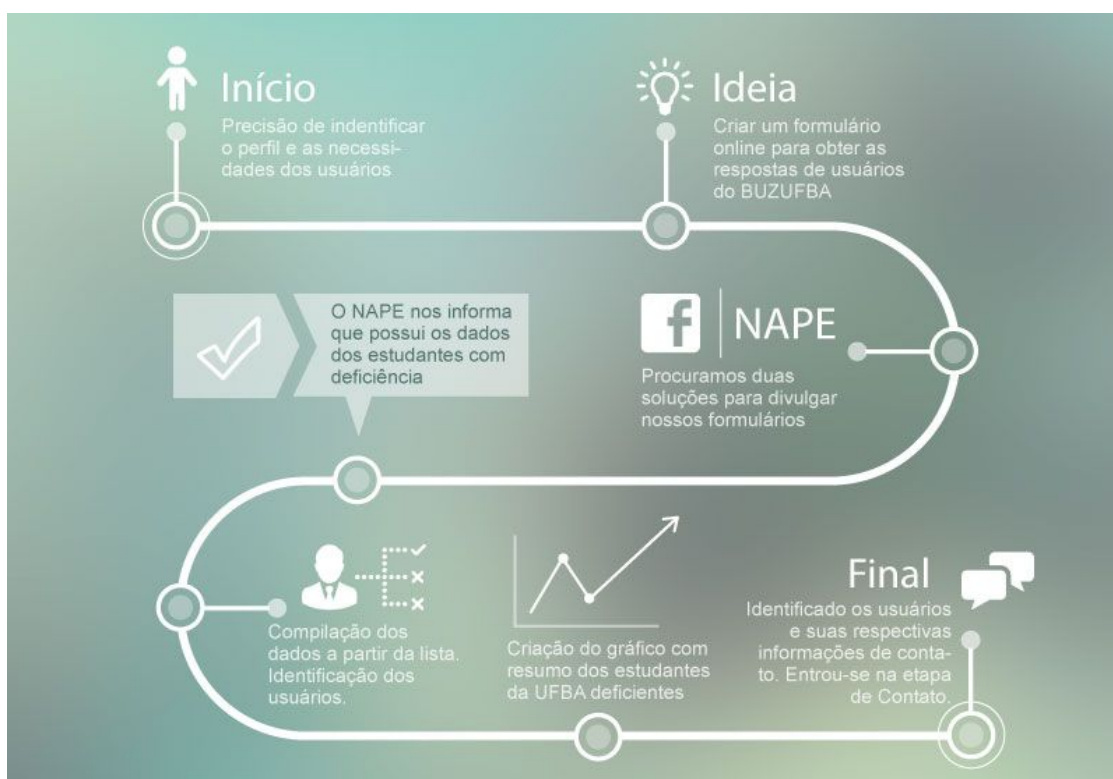 Início
Precisão de indentificar
o perfil e as necessi-
dades dos usuários
Ideia
Criar um formulário
online para obter as
respostas de usuários
do BUZUFBA
f
NAPE
Procuramos duas
soluções para divulgar
nossos formulários
O NAPE nos informa
que possui os dados
dos estudantes com
deficiência
Compilação dos
dados a partir da lista.
Identificação dos
usuários.
Criação do gráfico com
resumo dos estudantes
da UFBA deficientes
Final
Identificado os usuários
e suas respectivas
informações de conta-
to. Entrou-se na etapa
de Contato.